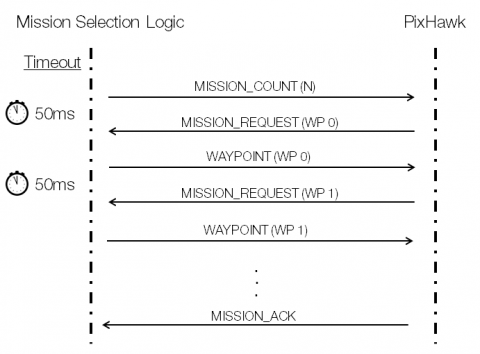 Mission Selection Logic
PixHawk
Timeout
MISSION_COUNT (N)
50ms
MISSION_REQUEST (WP 0)
WAYPOINT (WP 0)
50ms
MISSION_REQUEST (WP 1)
WAYPOINT (WP 1)
MISSION_ACK